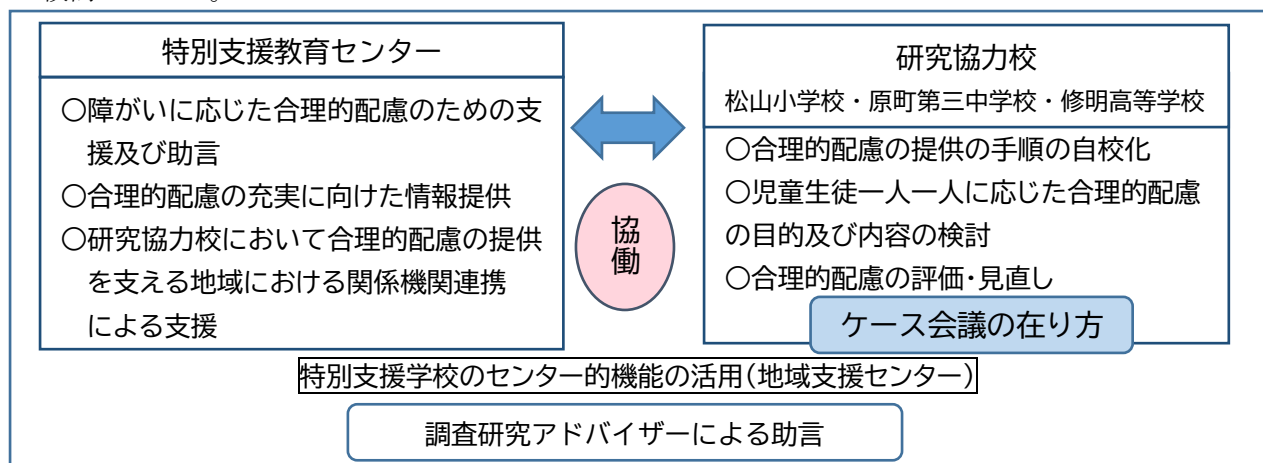 特別支援教育センター
○障がいに応じた合理的配慮のための支
援及び助言
○合理的配慮の充実に向けた情報提供
○研究協力校において合理的配慮の提供
を支える地域における関係機関連携
による支援
協
働
研究協力校
松山小学校・原町第三中学校・修明高等学校
○合理的配慮の提供の手順の自校化
○児童生徒一人一人に応じた合理的配慮
の目的及び内容の検討
○合理的配慮の評価・見直し
ケース会議の在り方
特別支援学校のセンター的機能の活用(地域支援センター)
調査研究アドバイザーによる助言